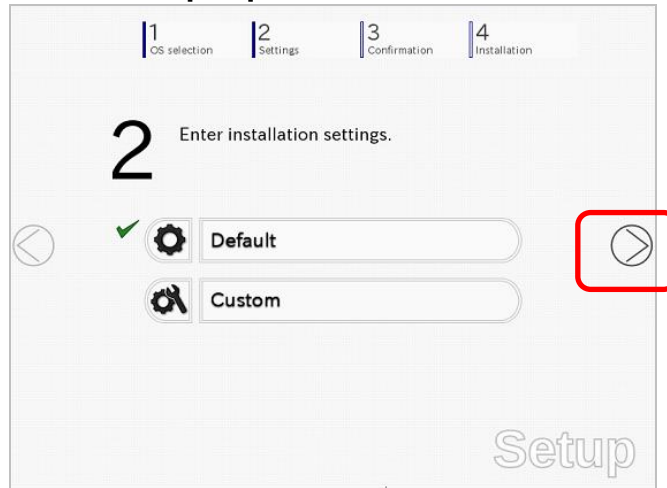 1
OS selection
2
Settings
3
Confirmation
4
Installation
2
Enter installation settings.
Default
Custom
Setup